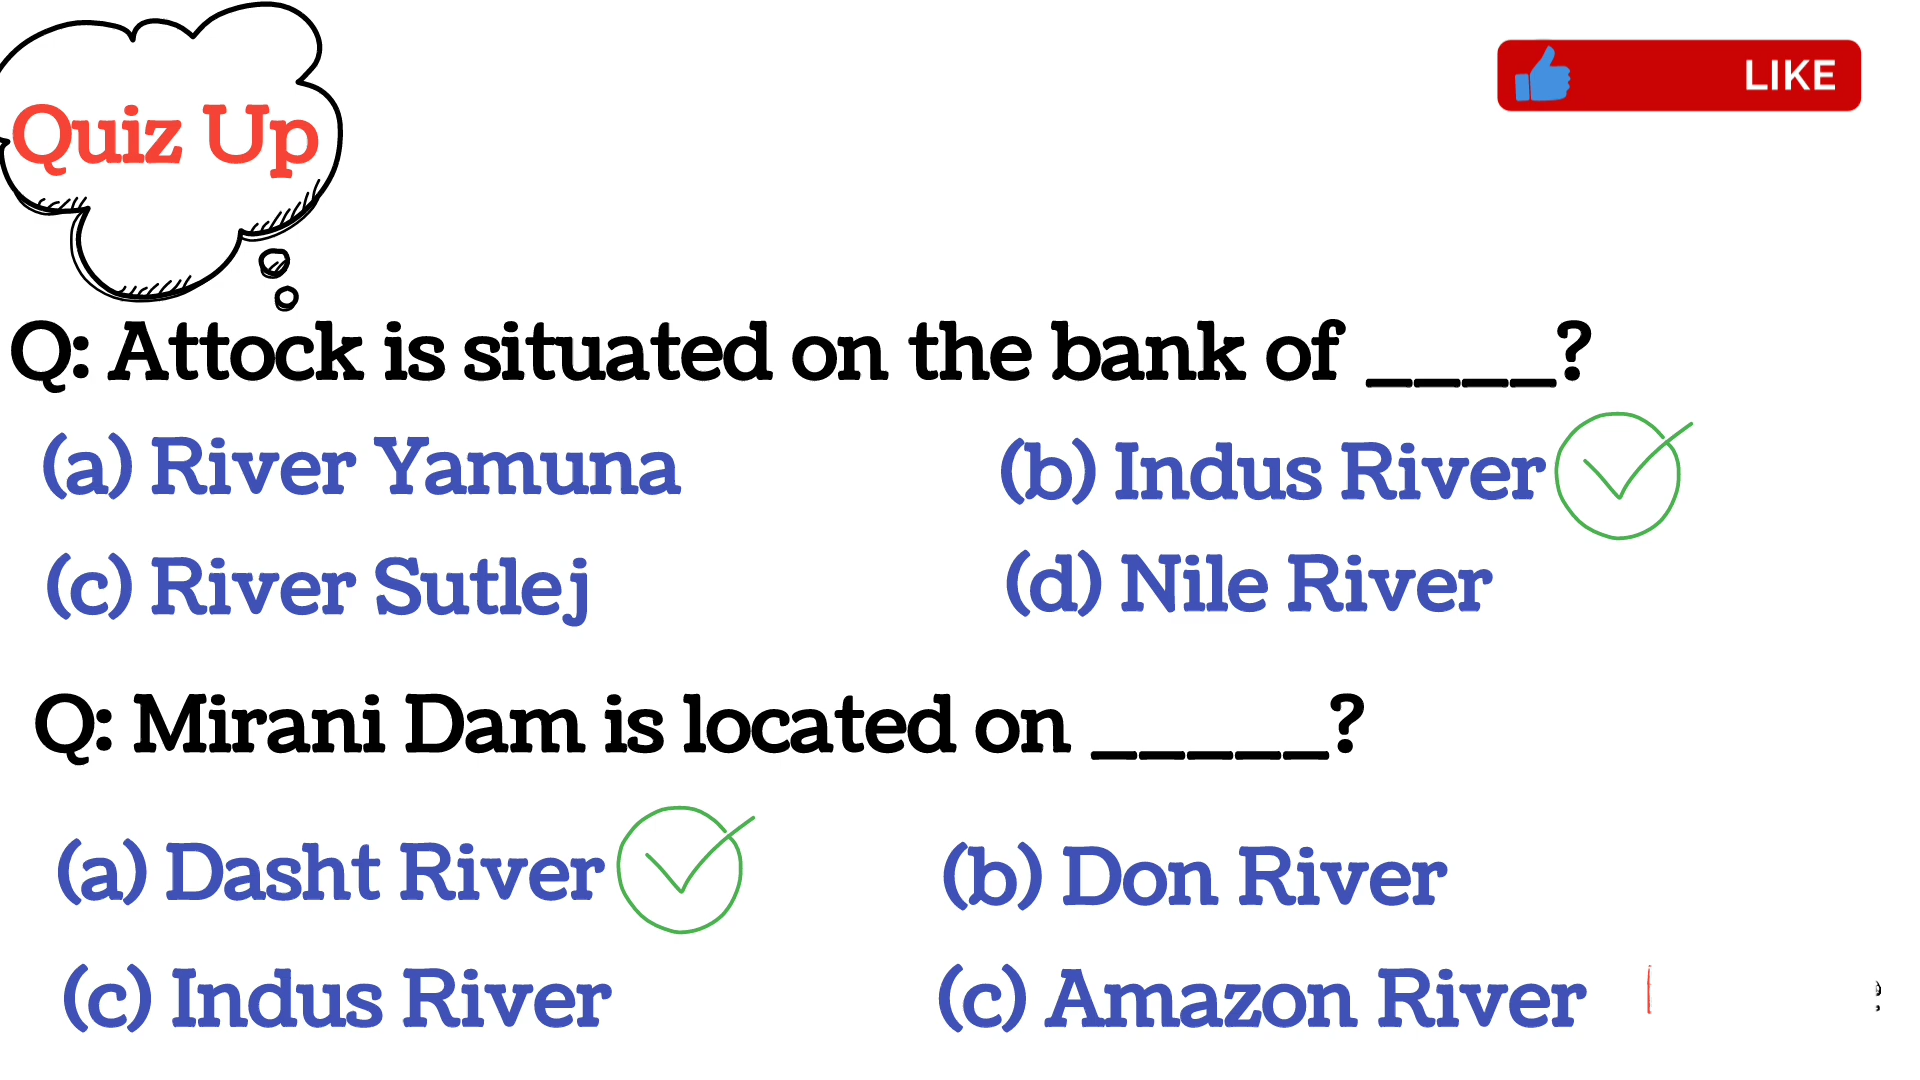 Quiz Up
LIKE
Q: Attock is situated on the bank of ____?
(a) River Yamuna
(b) Indus River
(c) River Sutlej
(d) Nile River
Q: Mirani Dam is located on _____?
(a) Dasht River
(b) Don River
(c) Indus River
(c) Amazon River